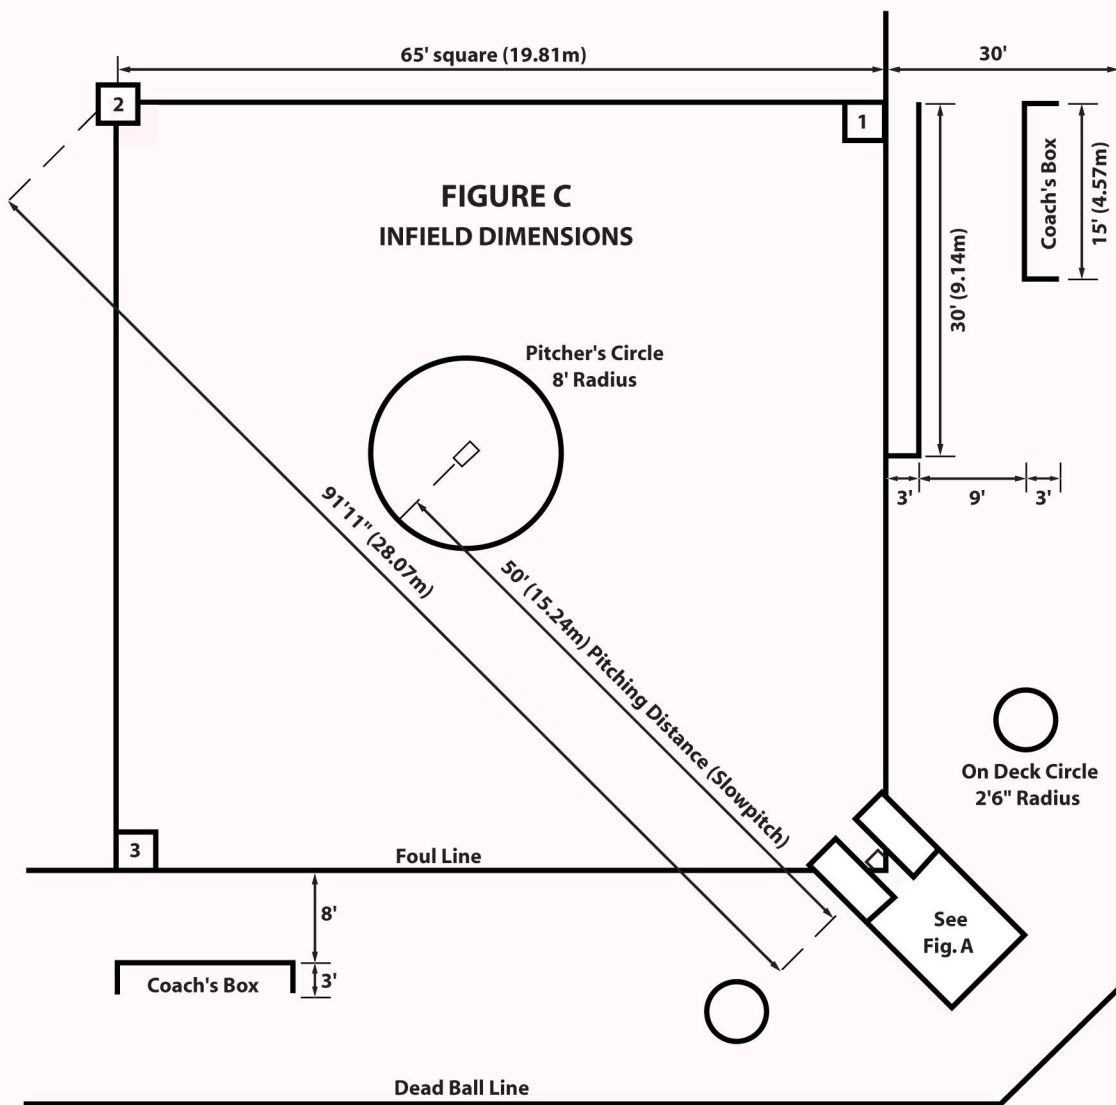 65' square (19.81m)
30'
2
1
FIGURE C
INFIELD DIMENSIONS
Coach's Box
15' (4.57m)
30' (9.14m)
Pitcher's Circle
8' Radius
3'
9'
3'
91'11" (28.07m)
50' (15.24m) Pitching Distance (Slowpitch)
On Deck Circle
2'6" Radius
3
Foul Line
8'
See
Fig. A
3'
Coach's Box
Dead Ball Line